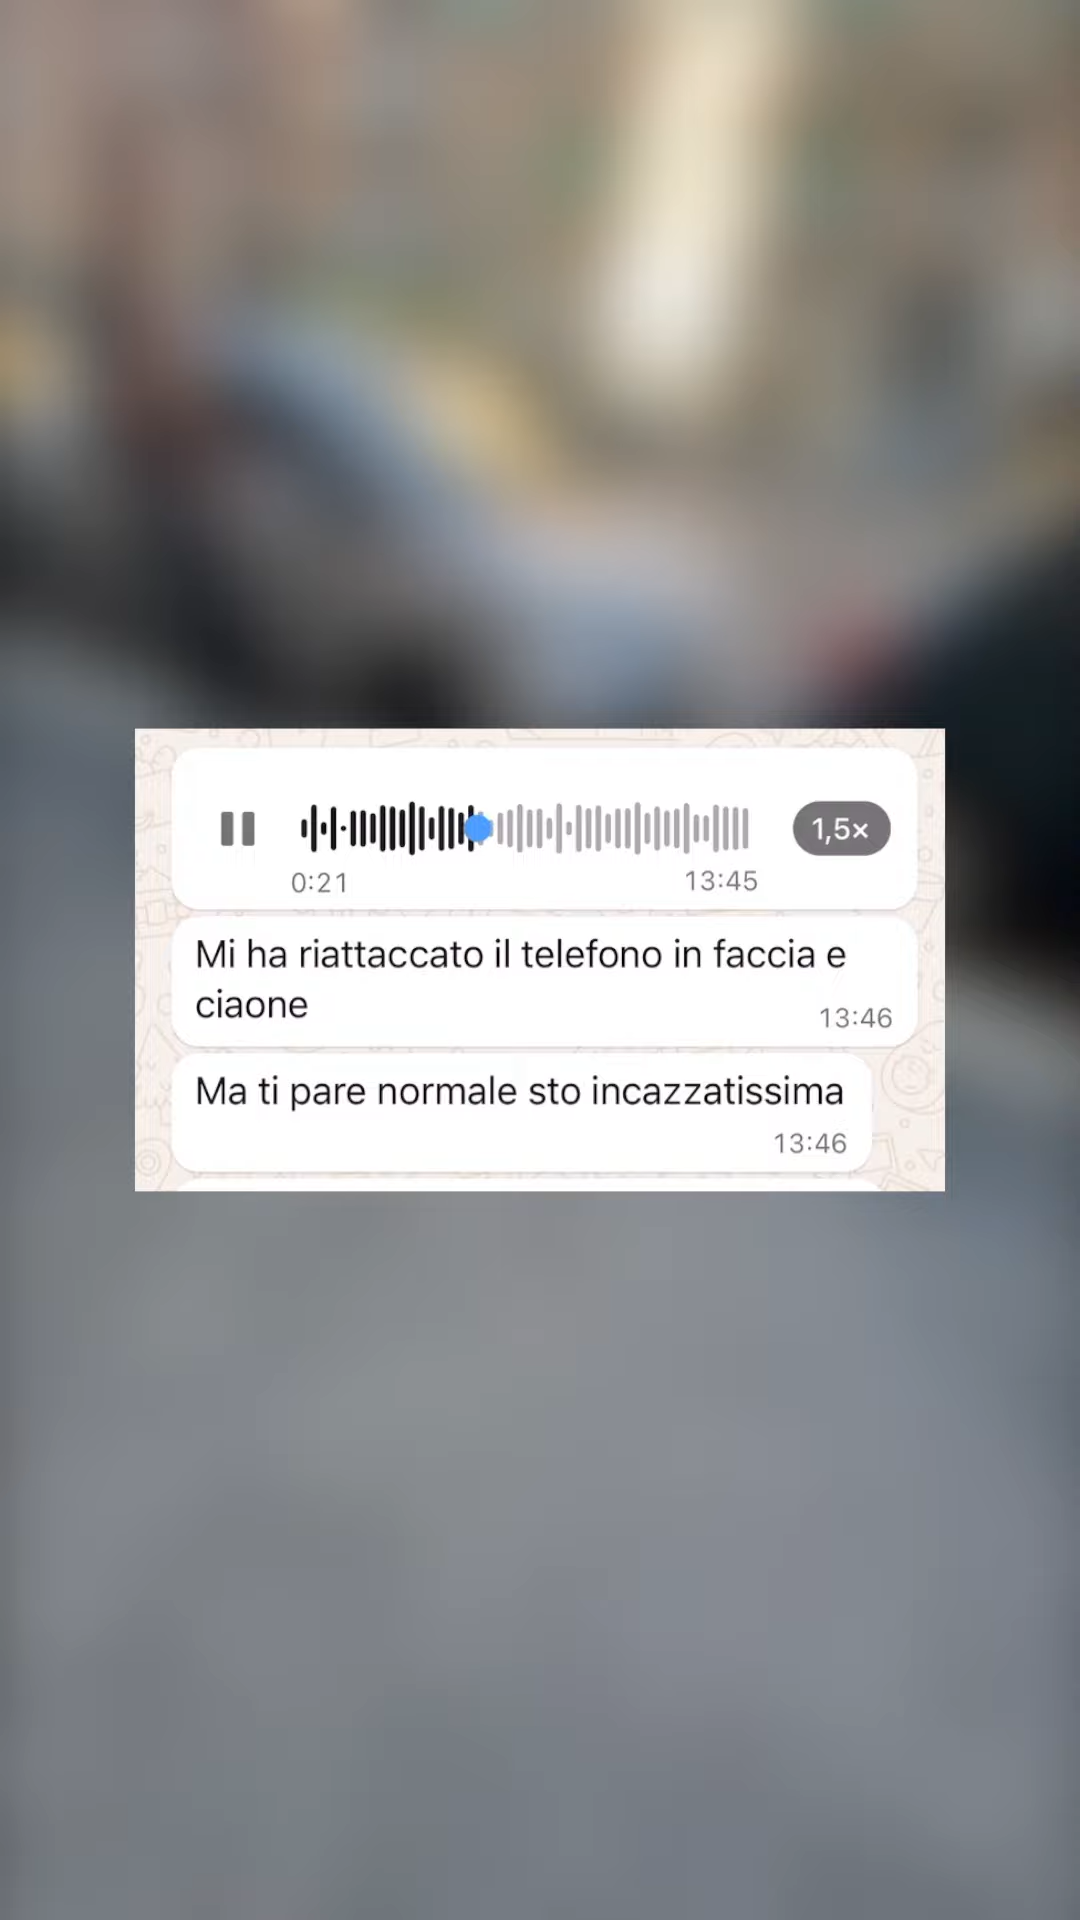 1,5×
0:21
13:45
Mi ha riattaccato il telefono in faccia e
ciaone
13:46
Ma ti pare normale sto incazzatissima
13:46